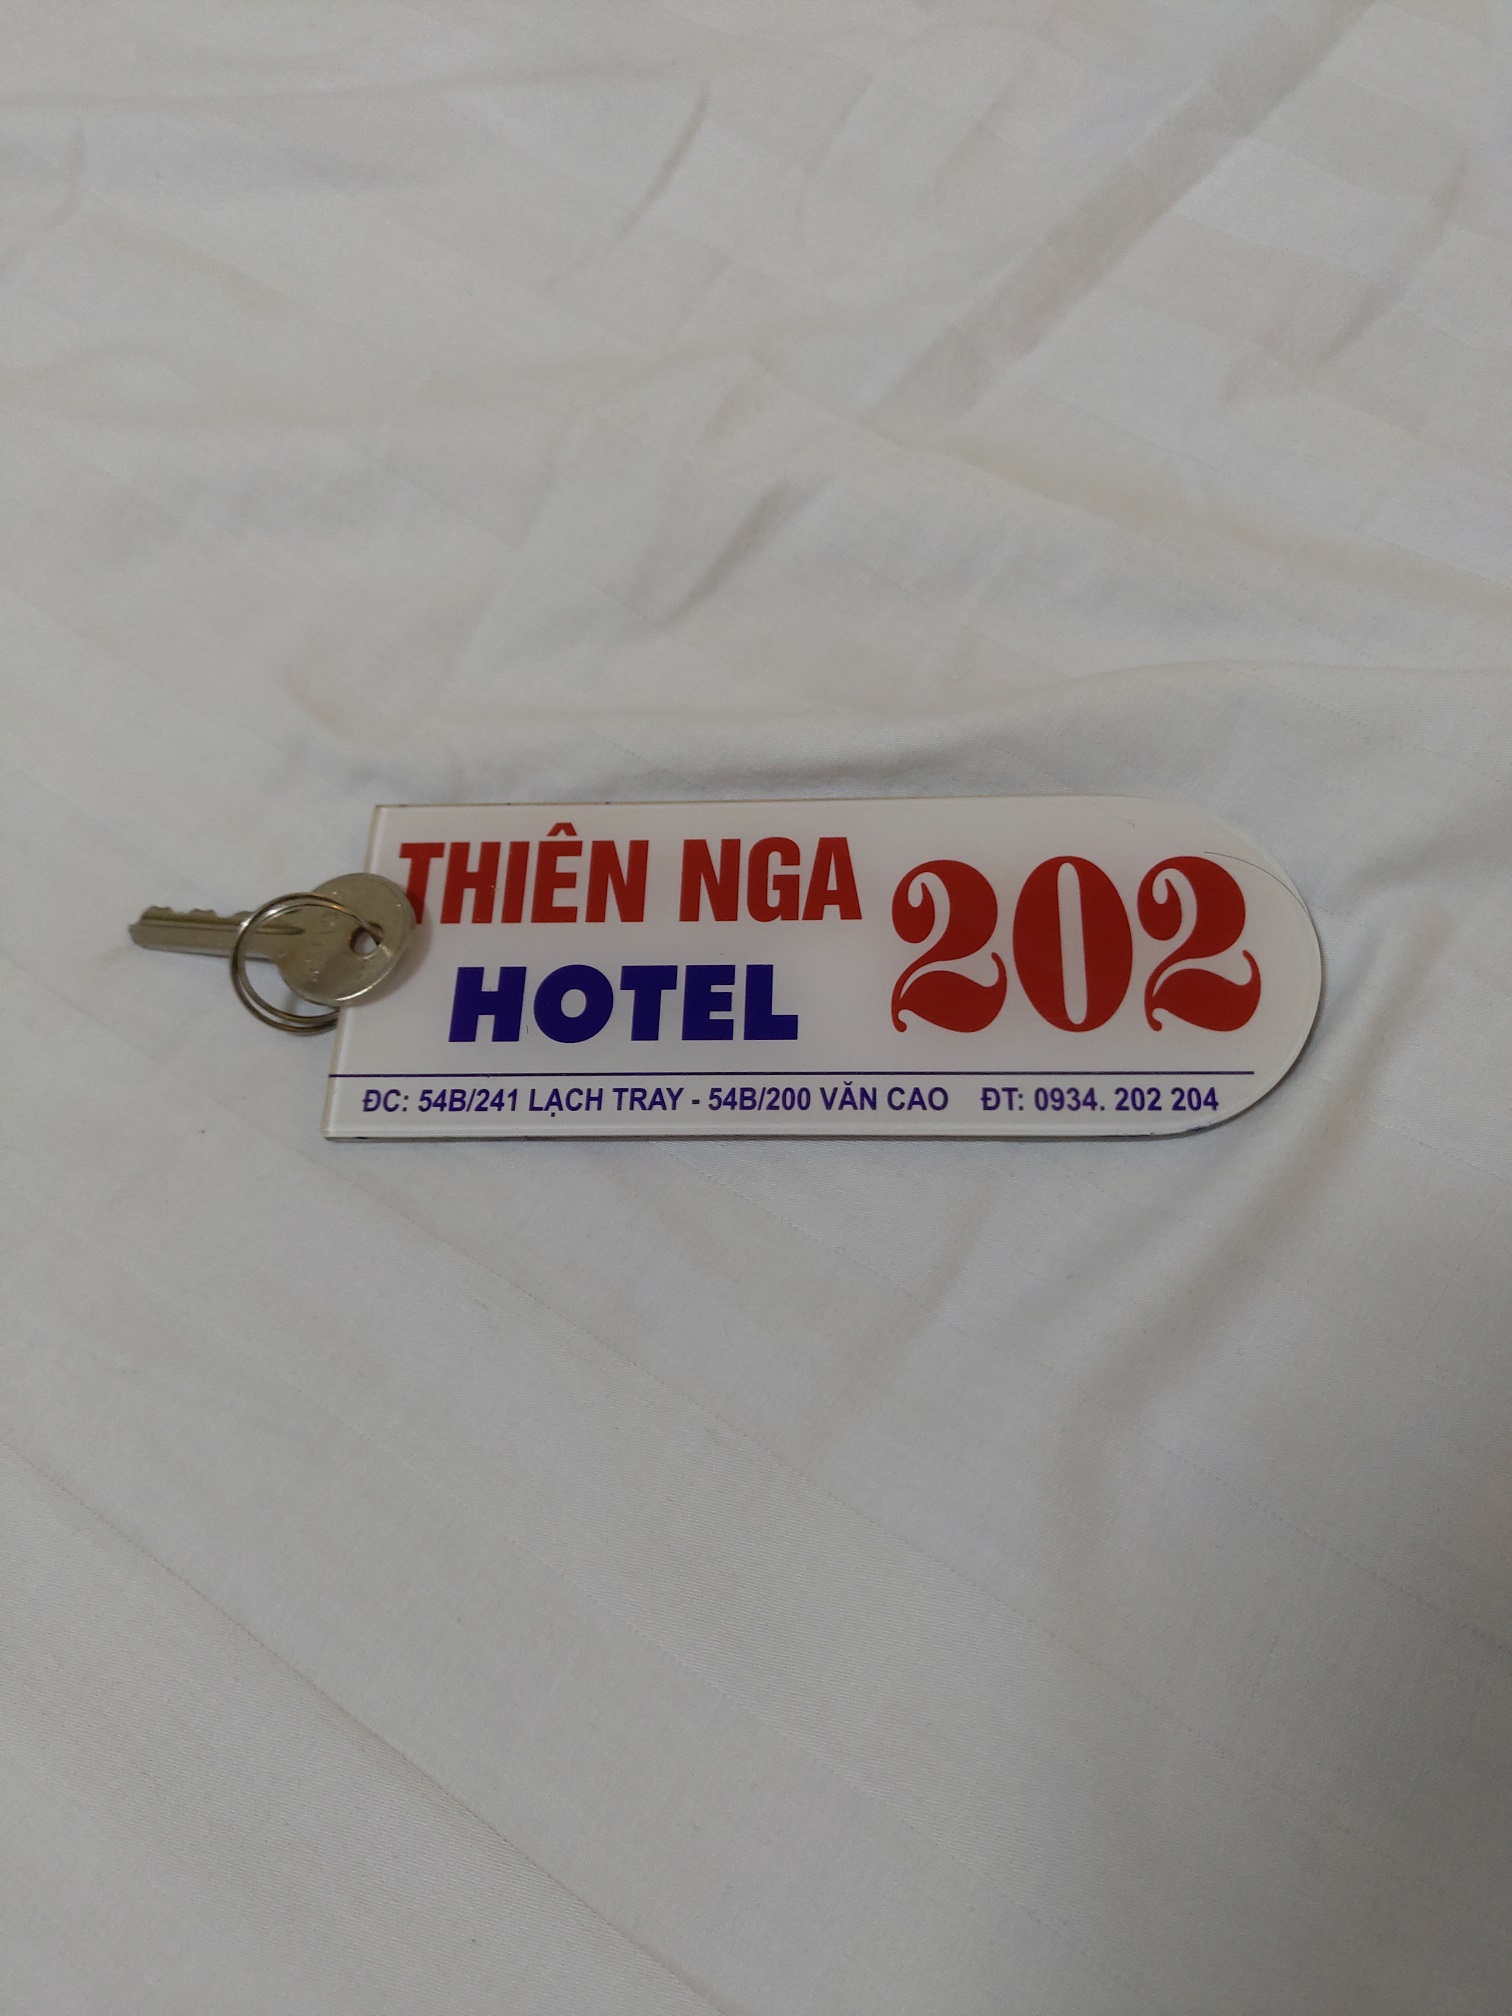 THIÊN NGA
HOTEL
202
ĐC: 54B/241 LẠCH TRAY - 54B/200 VĂN CAO ĐT: 0934. 202 204